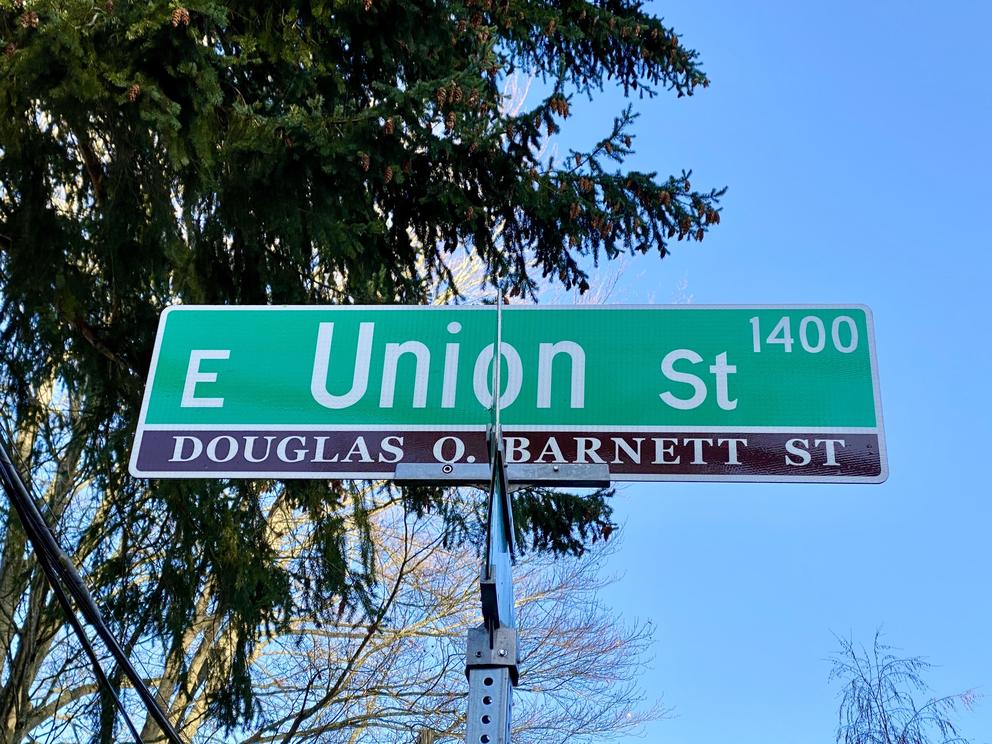 E Union St 1400
DOUGLAS Q. BARNETT ST